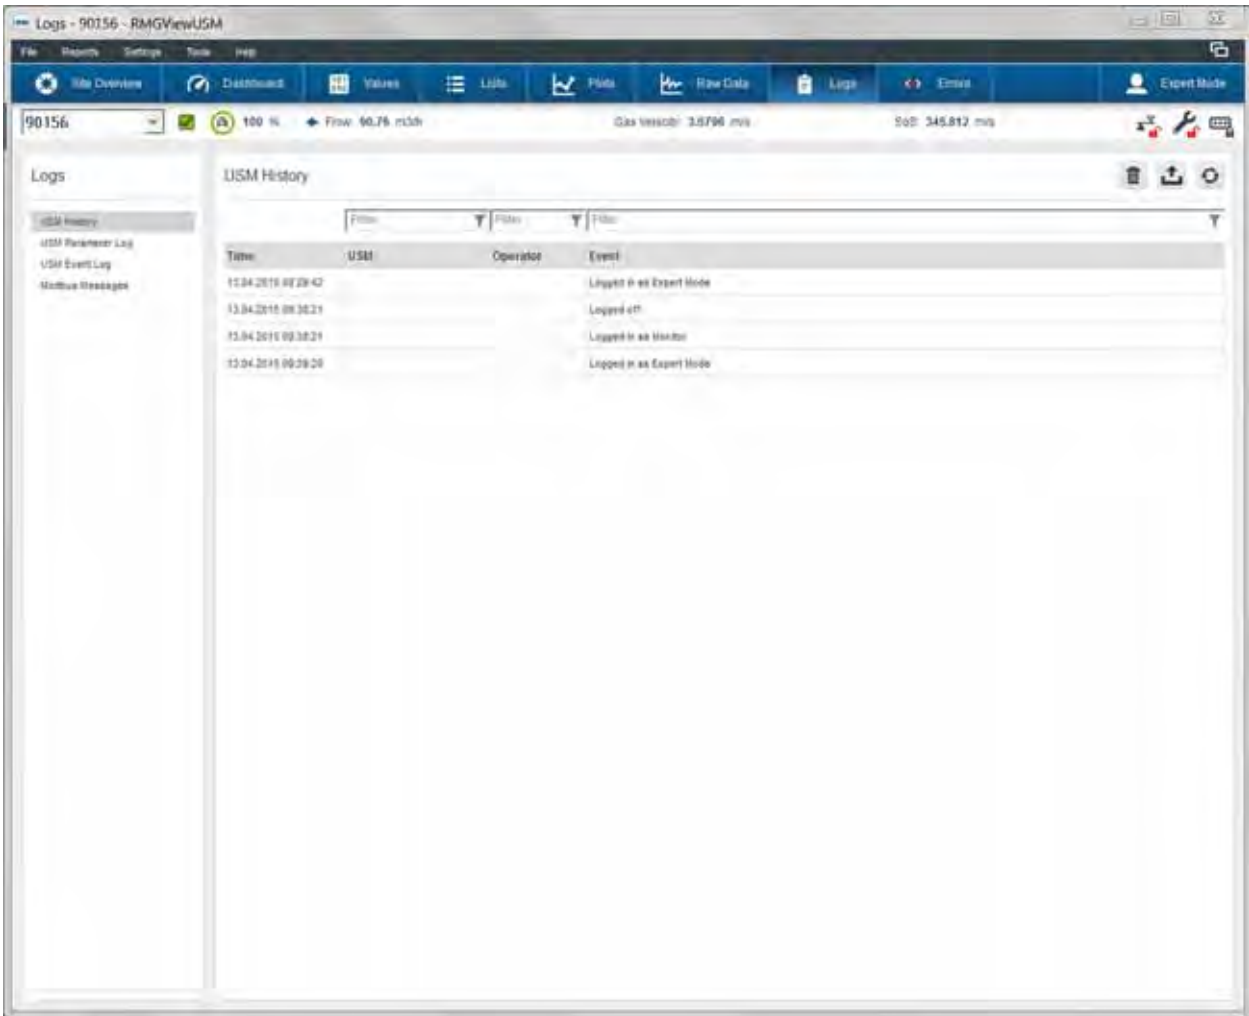 Logs - 90156 - RMGViewUSM
File Reports Settings Tools Help
Site Overview Dashboard Values Lists Plots Raw Data Logs Errors Expert Mode
90156 100 % Flow: 90.76 m3/h Gas Velocity: 3.5796 m/s SoS: 345.812 m/s
Logs
USM History
USM History
USM Parameter Log
USM Event Log
Modbus Messages
Filter Filter Filter
Time USM Operator Event
Logged in as Expert Mode
Logged off
Logged in as Monitor
Logged in as Expert Mode